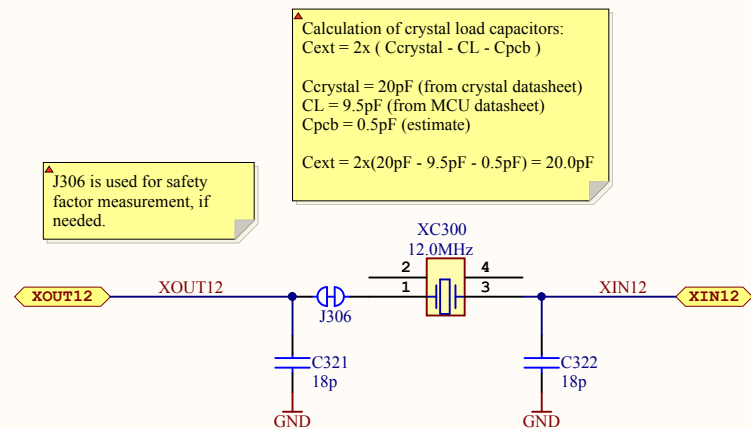 Calculation of crystal load capacitors:
Cext = 2x ( Ccrystal - CL - Cpcb )
Ccrystal = 20pF (from crystal datasheet)
CL = 9.5pF (from MCU datasheet)
Cpcb = 0.5pF (estimate)
Cext = 2x(20pF - 9.5pF - 0.5pF) = 20.0pF
J306 is used for safety
factor measurement, if
needed.
XC300
12.0MHz
2 4
XOUT12 XOUT12 1 3 XIN12 XIN12
J306
C321 C322
18p 18p
GND GND